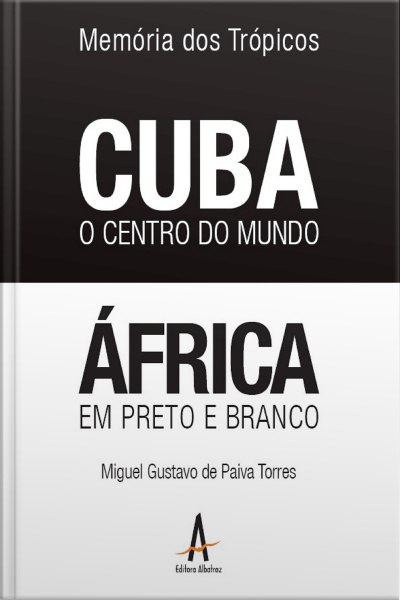 Memória dos Trópicos
CUBA
O CENTRO DO MUNDO
ÁFRICA
EM PRETO E BRANCO
Miguel Gustavo de Paiva Torres
Editora Albatroz